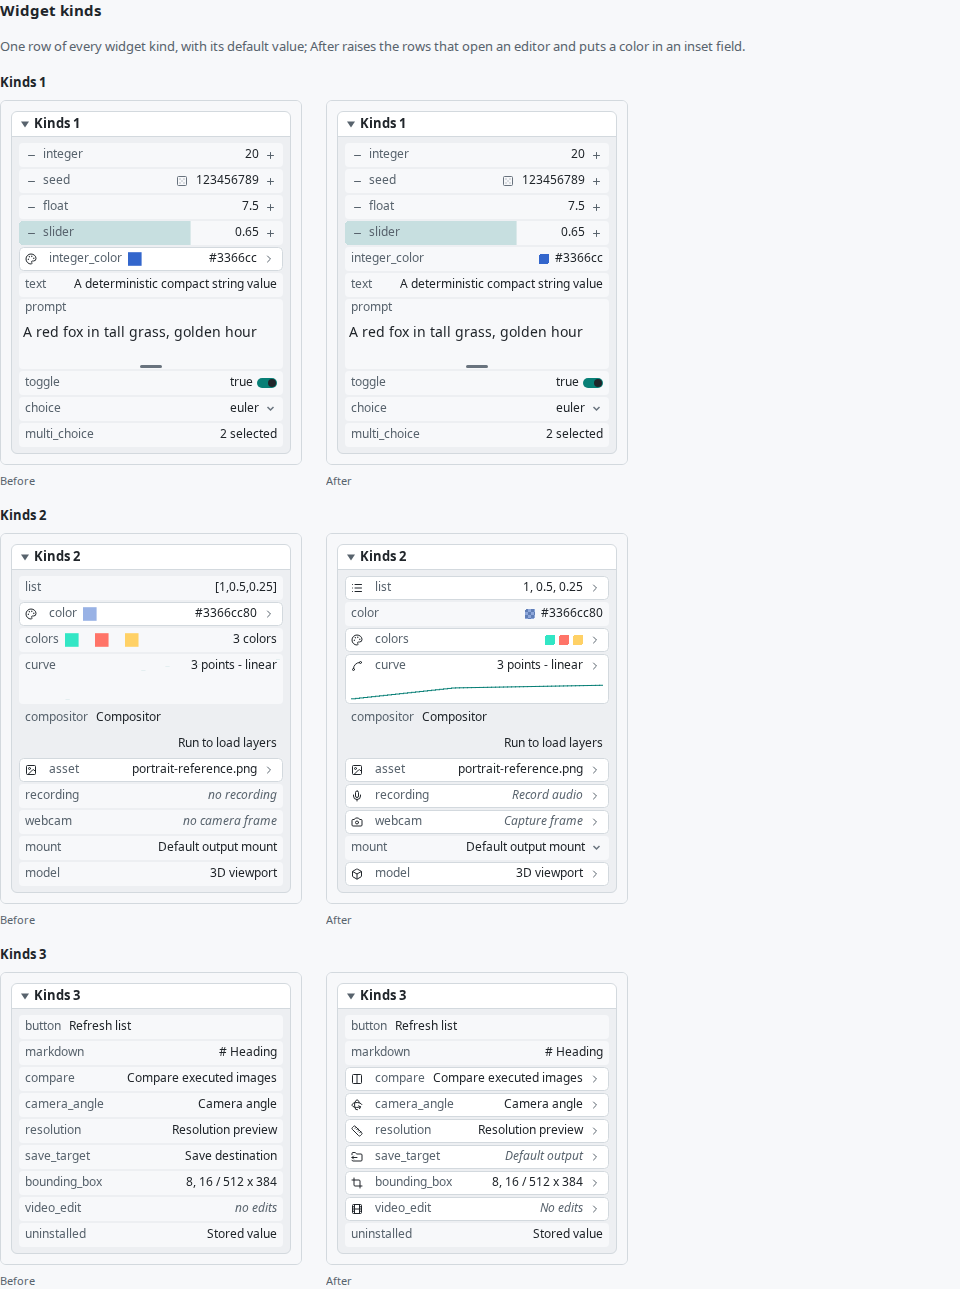 Widget kinds
One row of every widget kind, with its default value; After raises the rows that open an editor and puts a color in an inset field.
Kinds 1
Kinds 1
− integer 20 +
− seed 123456789 +
− float 7.5 +
− slider 0.65 +
integer_color #3366cc
text A deterministic compact string value
prompt
A red fox in tall grass, golden hour
toggle true
choice euler
multi_choice 2 selected
Before
Kinds 1
− integer 20 +
− seed 123456789 +
− float 7.5 +
− slider 0.65 +
integer_color #3366cc
text A deterministic compact string value
prompt
A red fox in tall grass, golden hour
toggle true
choice euler
multi_choice 2 selected
After
Kinds 2
Kinds 2
list [1,0.5,0.25]
color #3366cc80
colors 3 colors
curve 3 points - linear
compositor Compositor
Run to load layers
asset portrait-reference.png
recording no recording
webcam no camera frame
mount Default output mount
model 3D viewport
Before
Kinds 2
list 1, 0.5, 0.25
color #3366cc80
colors
curve 3 points - linear
compositor Compositor
Run to load layers
asset portrait-reference.png
recording Record audio
webcam Capture frame
mount Default output mount
model 3D viewport
After
Kinds 3
Kinds 3
button Refresh list
markdown # Heading
compare Compare executed images
camera_angle Camera angle
resolution Resolution preview
save_target Save destination
bounding_box 8, 16 / 512 x 384
video_edit no edits
uninstalled Stored value
Before
Kinds 3
button Refresh list
markdown # Heading
compare Compare executed images
camera_angle Camera angle
resolution Resolution preview
save_target Default output
bounding_box 8, 16 / 512 x 384
video_edit No edits
uninstalled Stored value
After